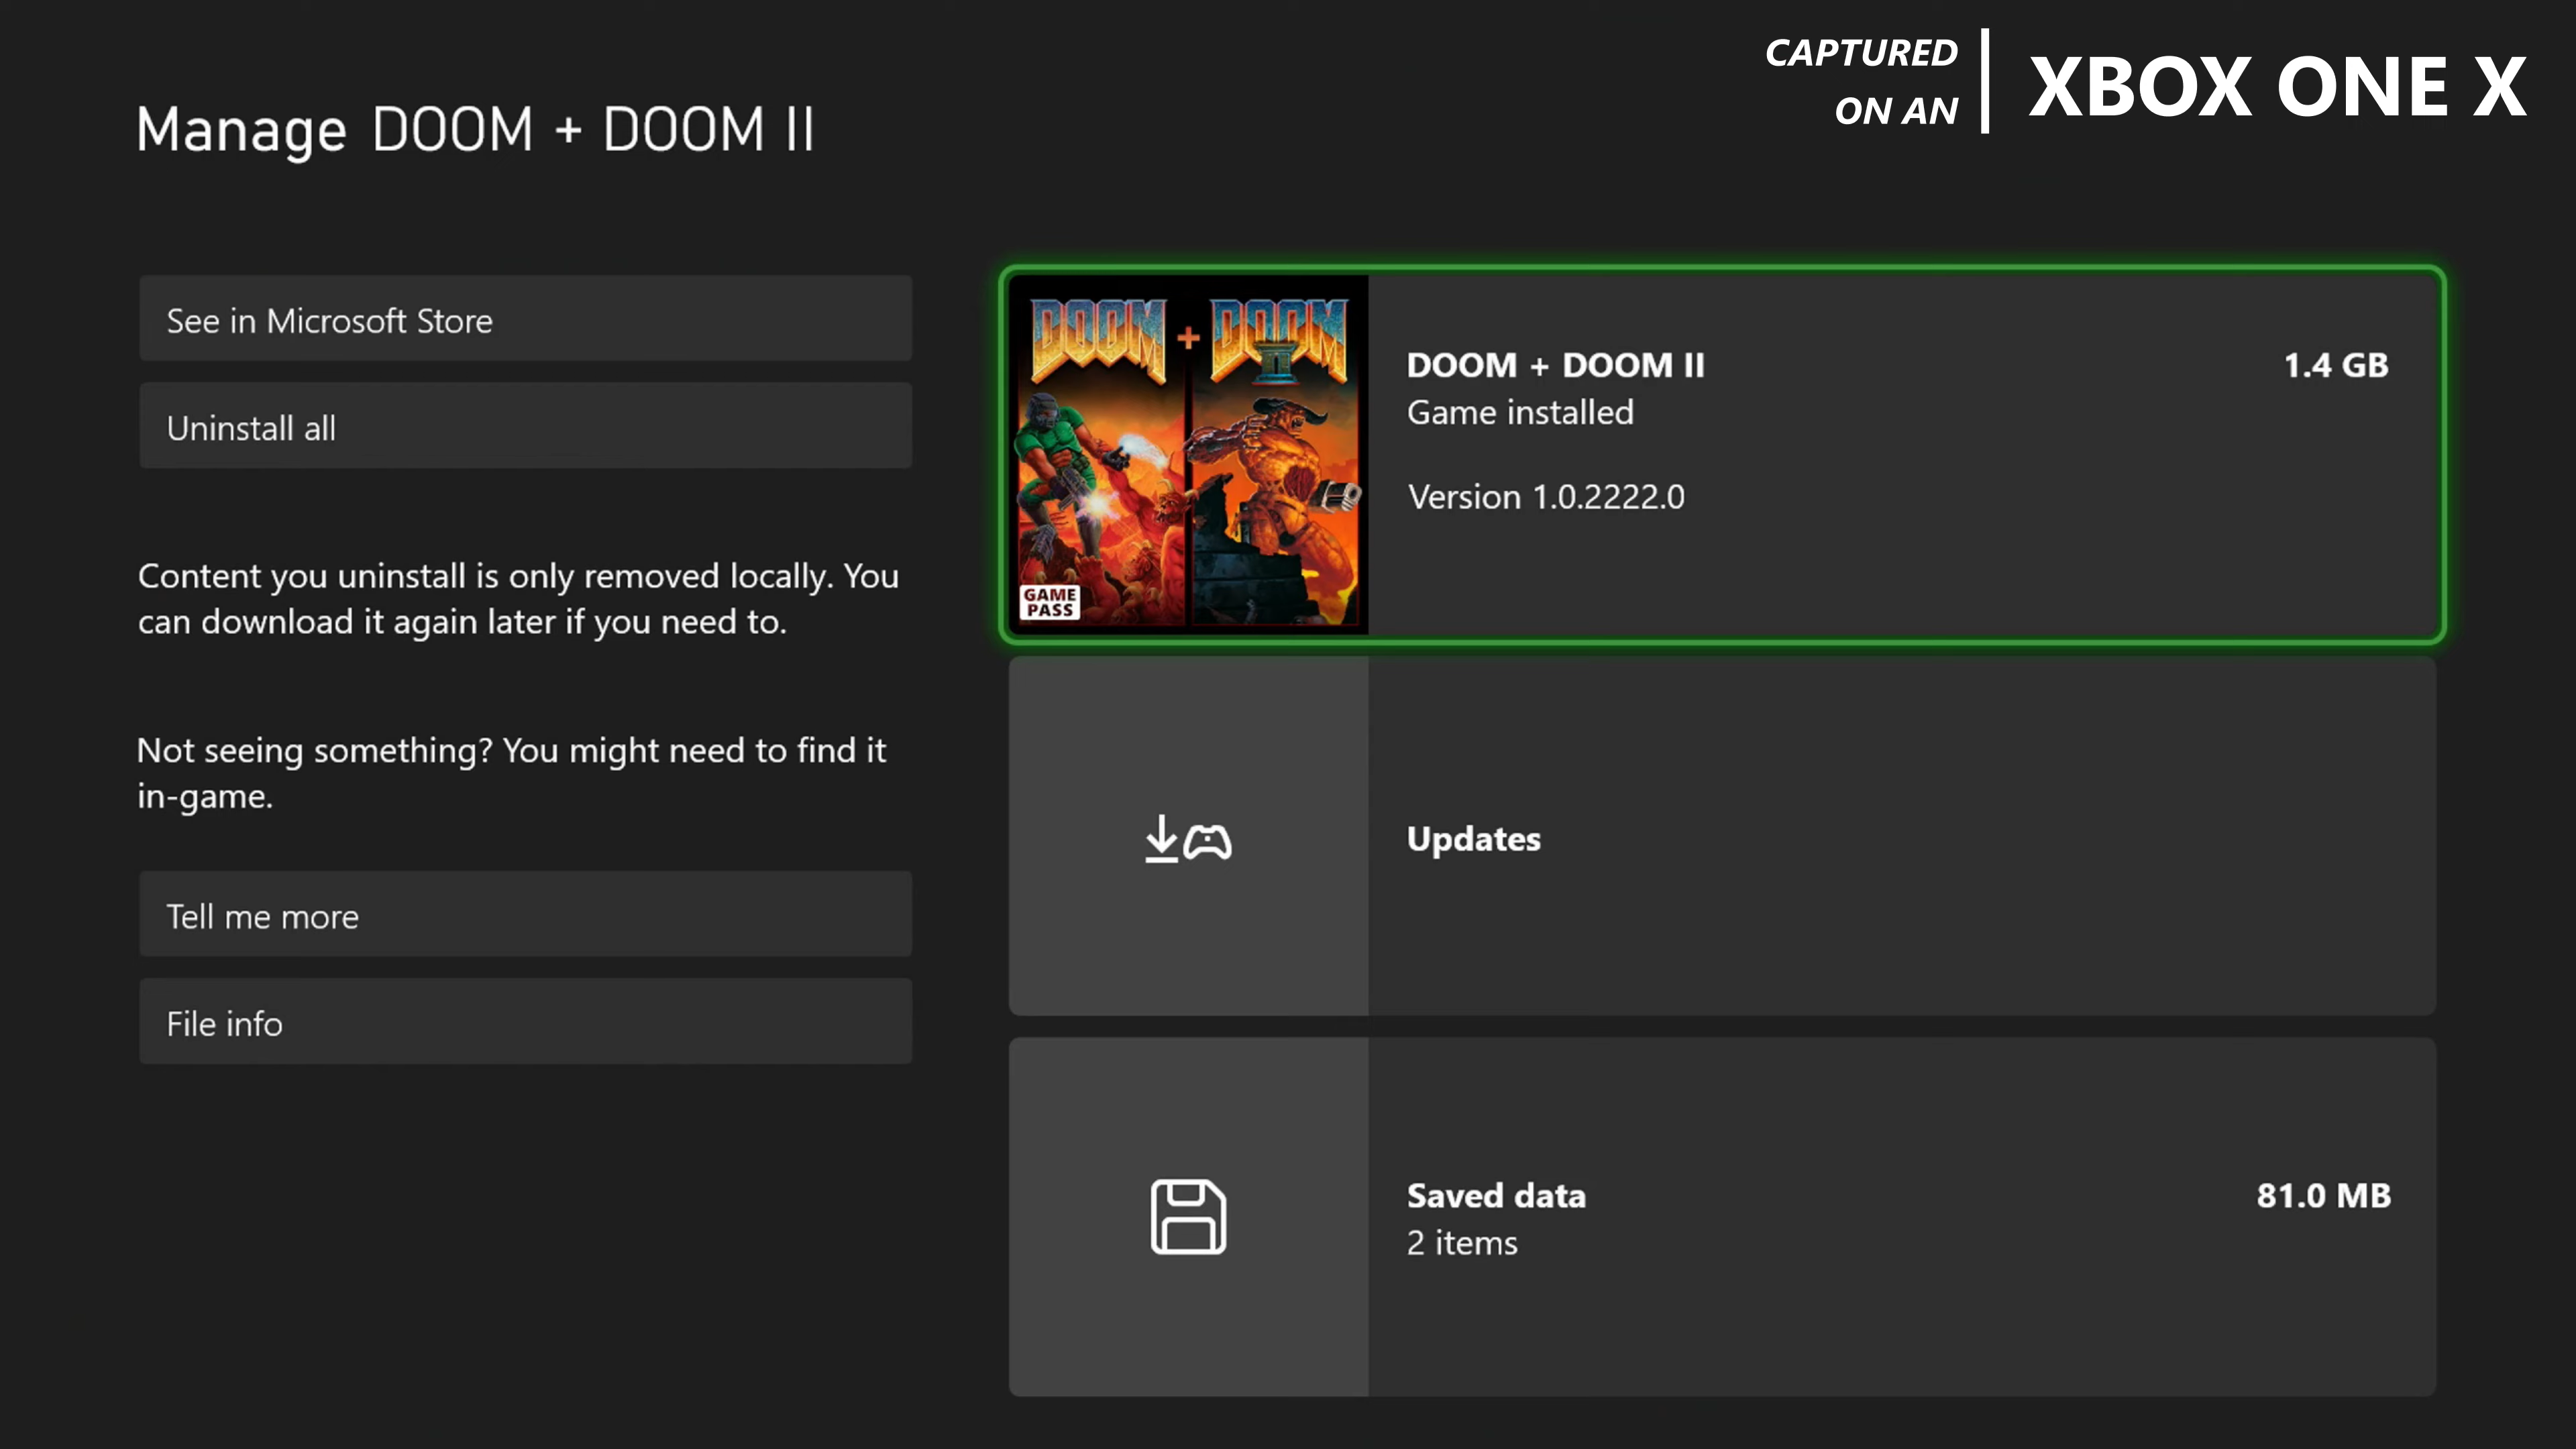 CAPTURED
ON AN
XBOX ONE X
Manage DOOM + DOOM II
See in Microsoft Store
Uninstall all
Content you uninstall is only removed locally. You
can download it again later if you need to.
Not seeing something? You might need to find it
in-game.
Tell me more
File info
DOOM + DOOM II
GAME
PASS
DOOM + DOOM II 1.4 GB
Game installed
Version 1.0.2222.0
Updates
Saved data 81.0 MB
2 items